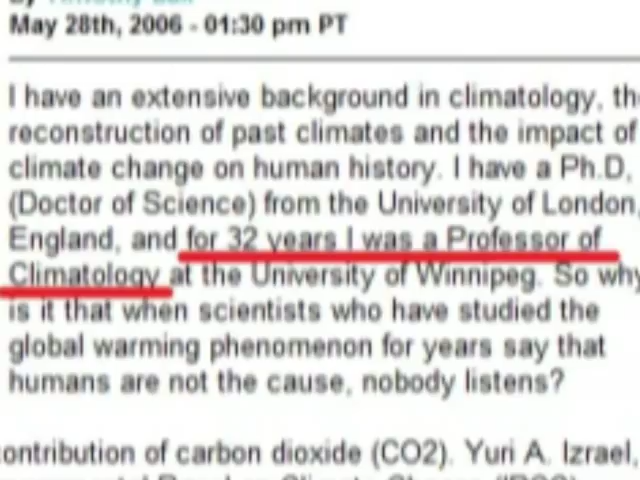 May 28th, 2006 - 01:30 pm PT
I have an extensive background in climatology, the
reconstruction of past climates and the impact of
climate change on human history. I have a Ph.D,
(Doctor of Science) from the University of London,
England, and for 32 years I was a Professor of
Climatology at the University of Winnipeg. So why
is it that when scientists who have studied the
global warming phenomenon for years say that
humans are not the cause, nobody listens?
contribution of carbon dioxide (CO2). Yuri A. Izrael,